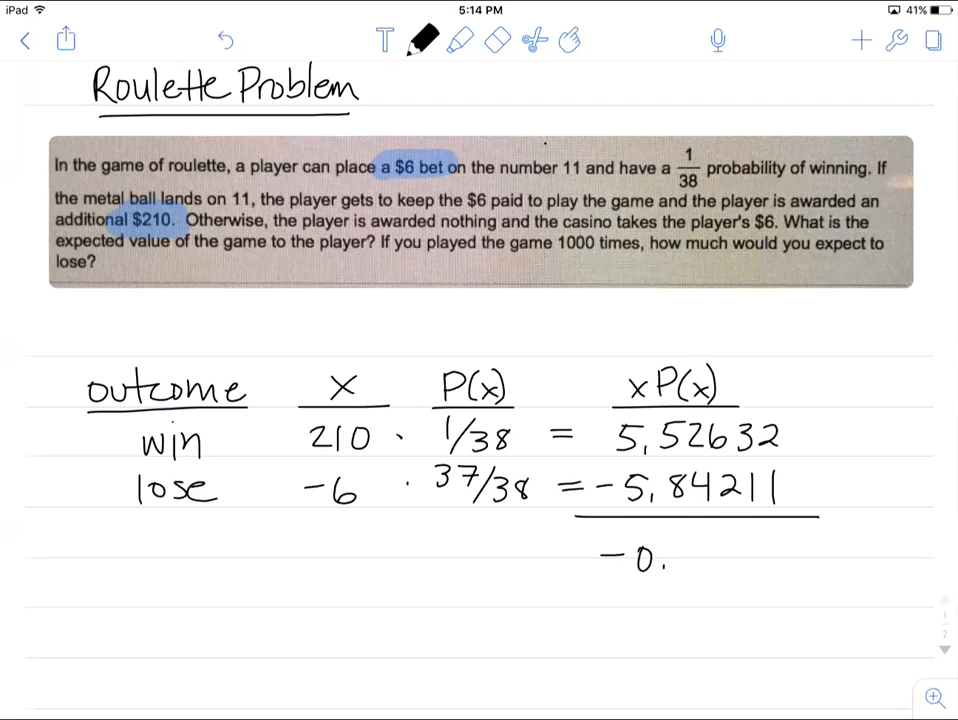 iPad 5:14 PM 41%
T
Roulette Problem
In the game of roulette, a player can place a $6 bet on the number 11 and have a 1/38 probability of winning. If
the metal ball lands on 11, the player gets to keep the $6 paid to play the game and the player is awarded an
additional $210. Otherwise, the player is awarded nothing and the casino takes the player's $6. What is the
expected value of the game to the player? If you played the game 1000 times, how much would you expect to
lose?
outcome x P(x) xP(x)
win 210 · 1/38 = 5.52632
lose -6 · 37/38 = -5.84211
-0.
1
2